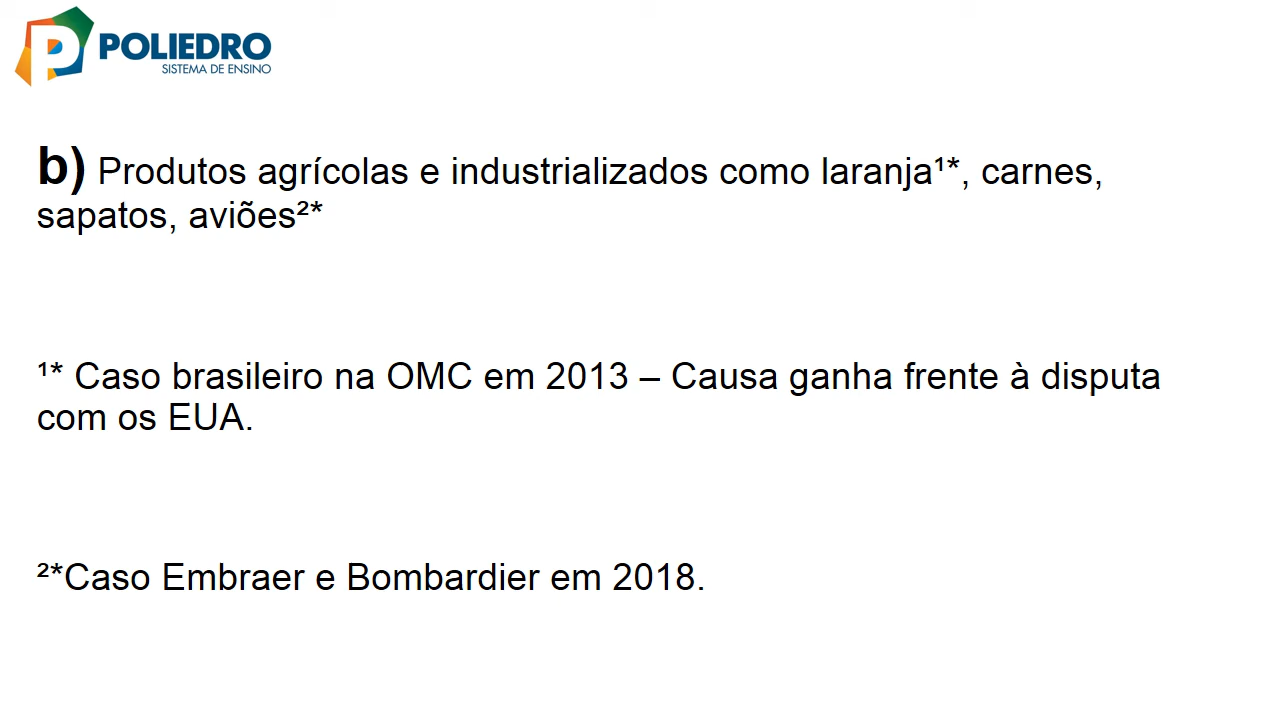 POLIEDRO
SISTEMA DE ENSINO
b) Produtos agrícolas e industrializados como laranja¹*, carnes,
sapatos, aviões²*
¹* Caso brasileiro na OMC em 2013 – Causa ganha frente à disputa
com os EUA.
²*Caso Embraer e Bombardier em 2018.